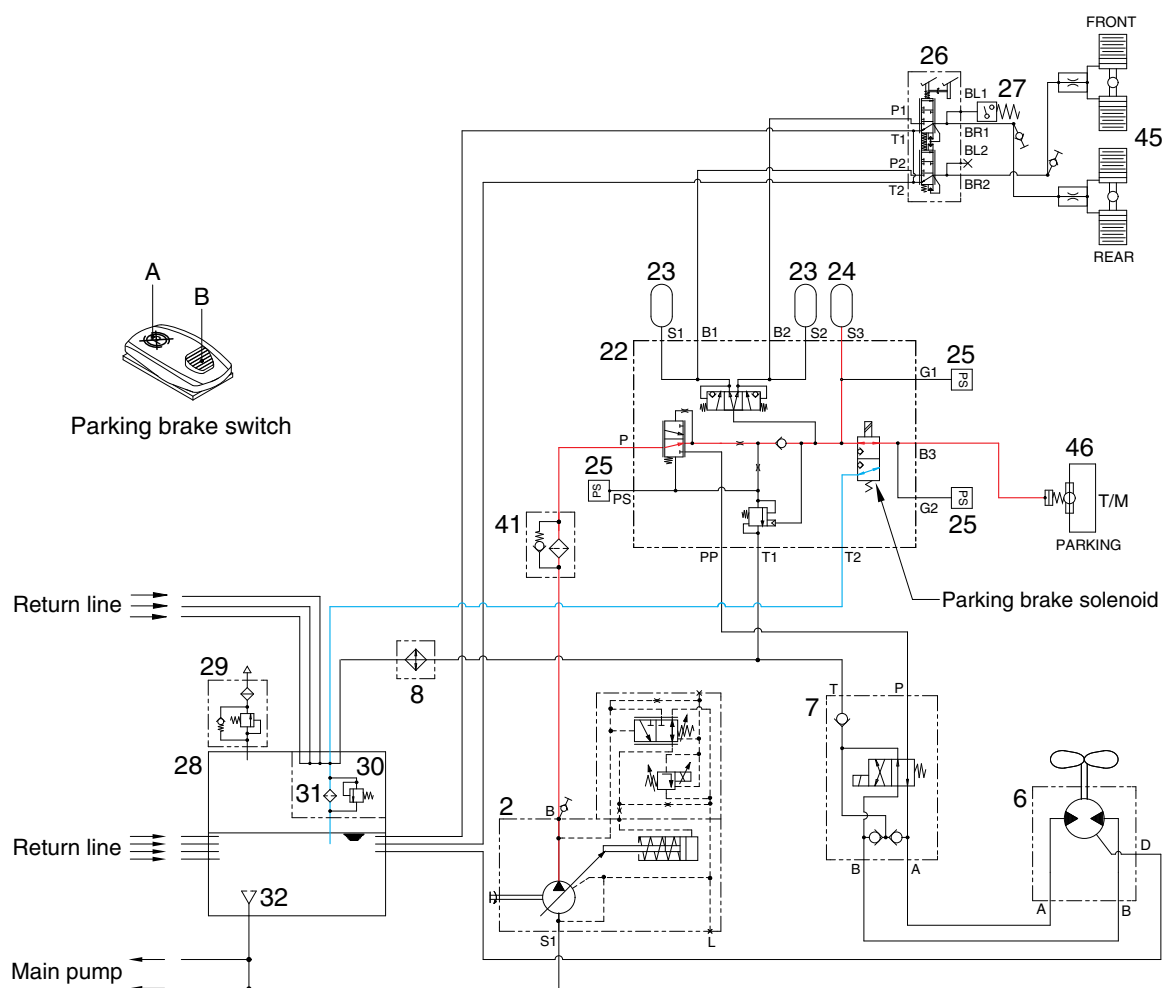 FRONT
26
BL1
27
P1
T1
BR1
BL2
45
P2
T2
BR2
REAR
A
B
Parking brake switch
23
23
24
S1
B1
B2
S2
S3
22
G1
25
PS
P
B3
46
25
PS
PS
T/M
G2
PS
25
41
PARKING
PP
T1
T2
Return line
Parking brake solenoid
29
8
T
P
7
28
30
31
2
B
6
Return line
D
B
A
32
A
B
S1
L
Main pump